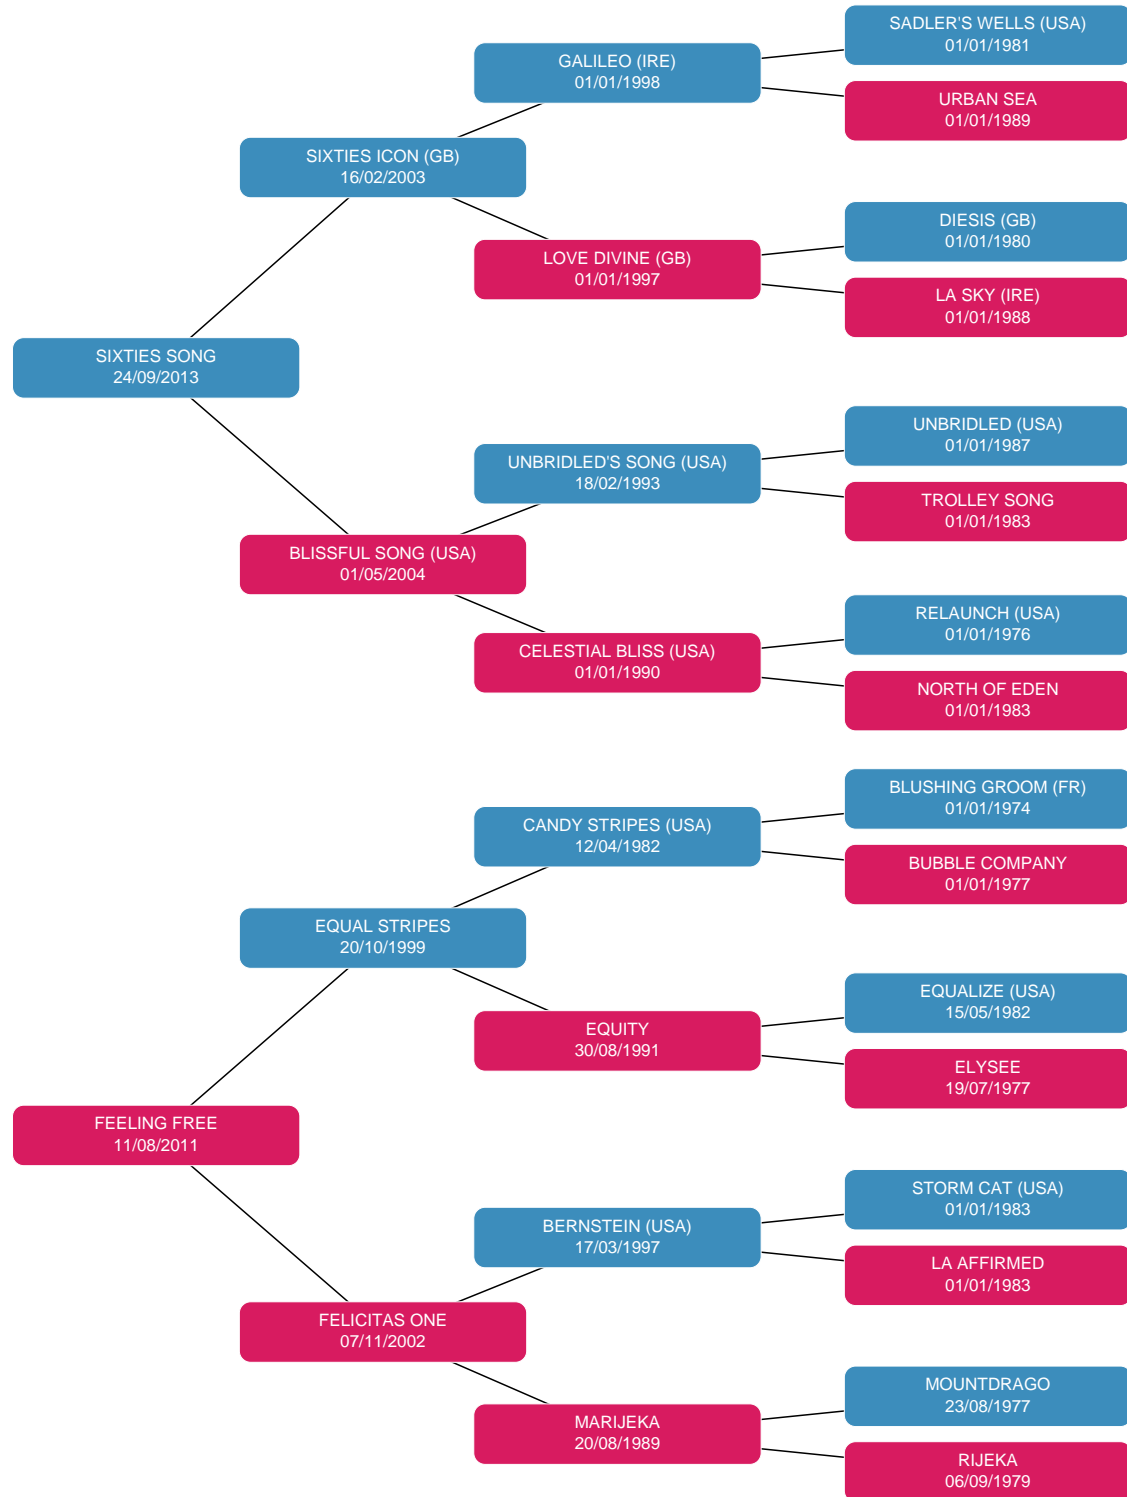 SADLER'S WELLS (USA)
01/01/1981
GALILEO (IRE)
01/01/1998
URBAN SEA
01/01/1989
SIXTIES ICON (GB)
16/02/2003
DIESIS (GB)
01/01/1980
LOVE DIVINE (GB)
01/01/1997
LA SKY (IRE)
01/01/1988
SIXTIES SONG
24/09/2013
UNBRIDLED (USA)
01/01/1987
UNBRIDLED'S SONG (USA)
18/02/1993
TROLLEY SONG
01/01/1983
BLISSFUL SONG (USA)
01/05/2004
RELAUNCH (USA)
01/01/1976
CELESTIAL BLISS (USA)
01/01/1990
NORTH OF EDEN
01/01/1983
BLUSHING GROOM (FR)
01/01/1974
CANDY STRIPES (USA)
12/04/1982
BUBBLE COMPANY
01/01/1977
EQUAL STRIPES
20/10/1999
EQUALIZE (USA)
15/05/1982
EQUITY
30/08/1991
ELYSEE
19/07/1977
FEELING FREE
11/08/2011
STORM CAT (USA)
01/01/1983
BERNSTEIN (USA)
17/03/1997
LA AFFIRMED
01/01/1983
FELICITAS ONE
07/11/2002
MOUNTDRAGO
23/08/1977
MARIJEKA
20/08/1989
RIJEKA
06/09/1979